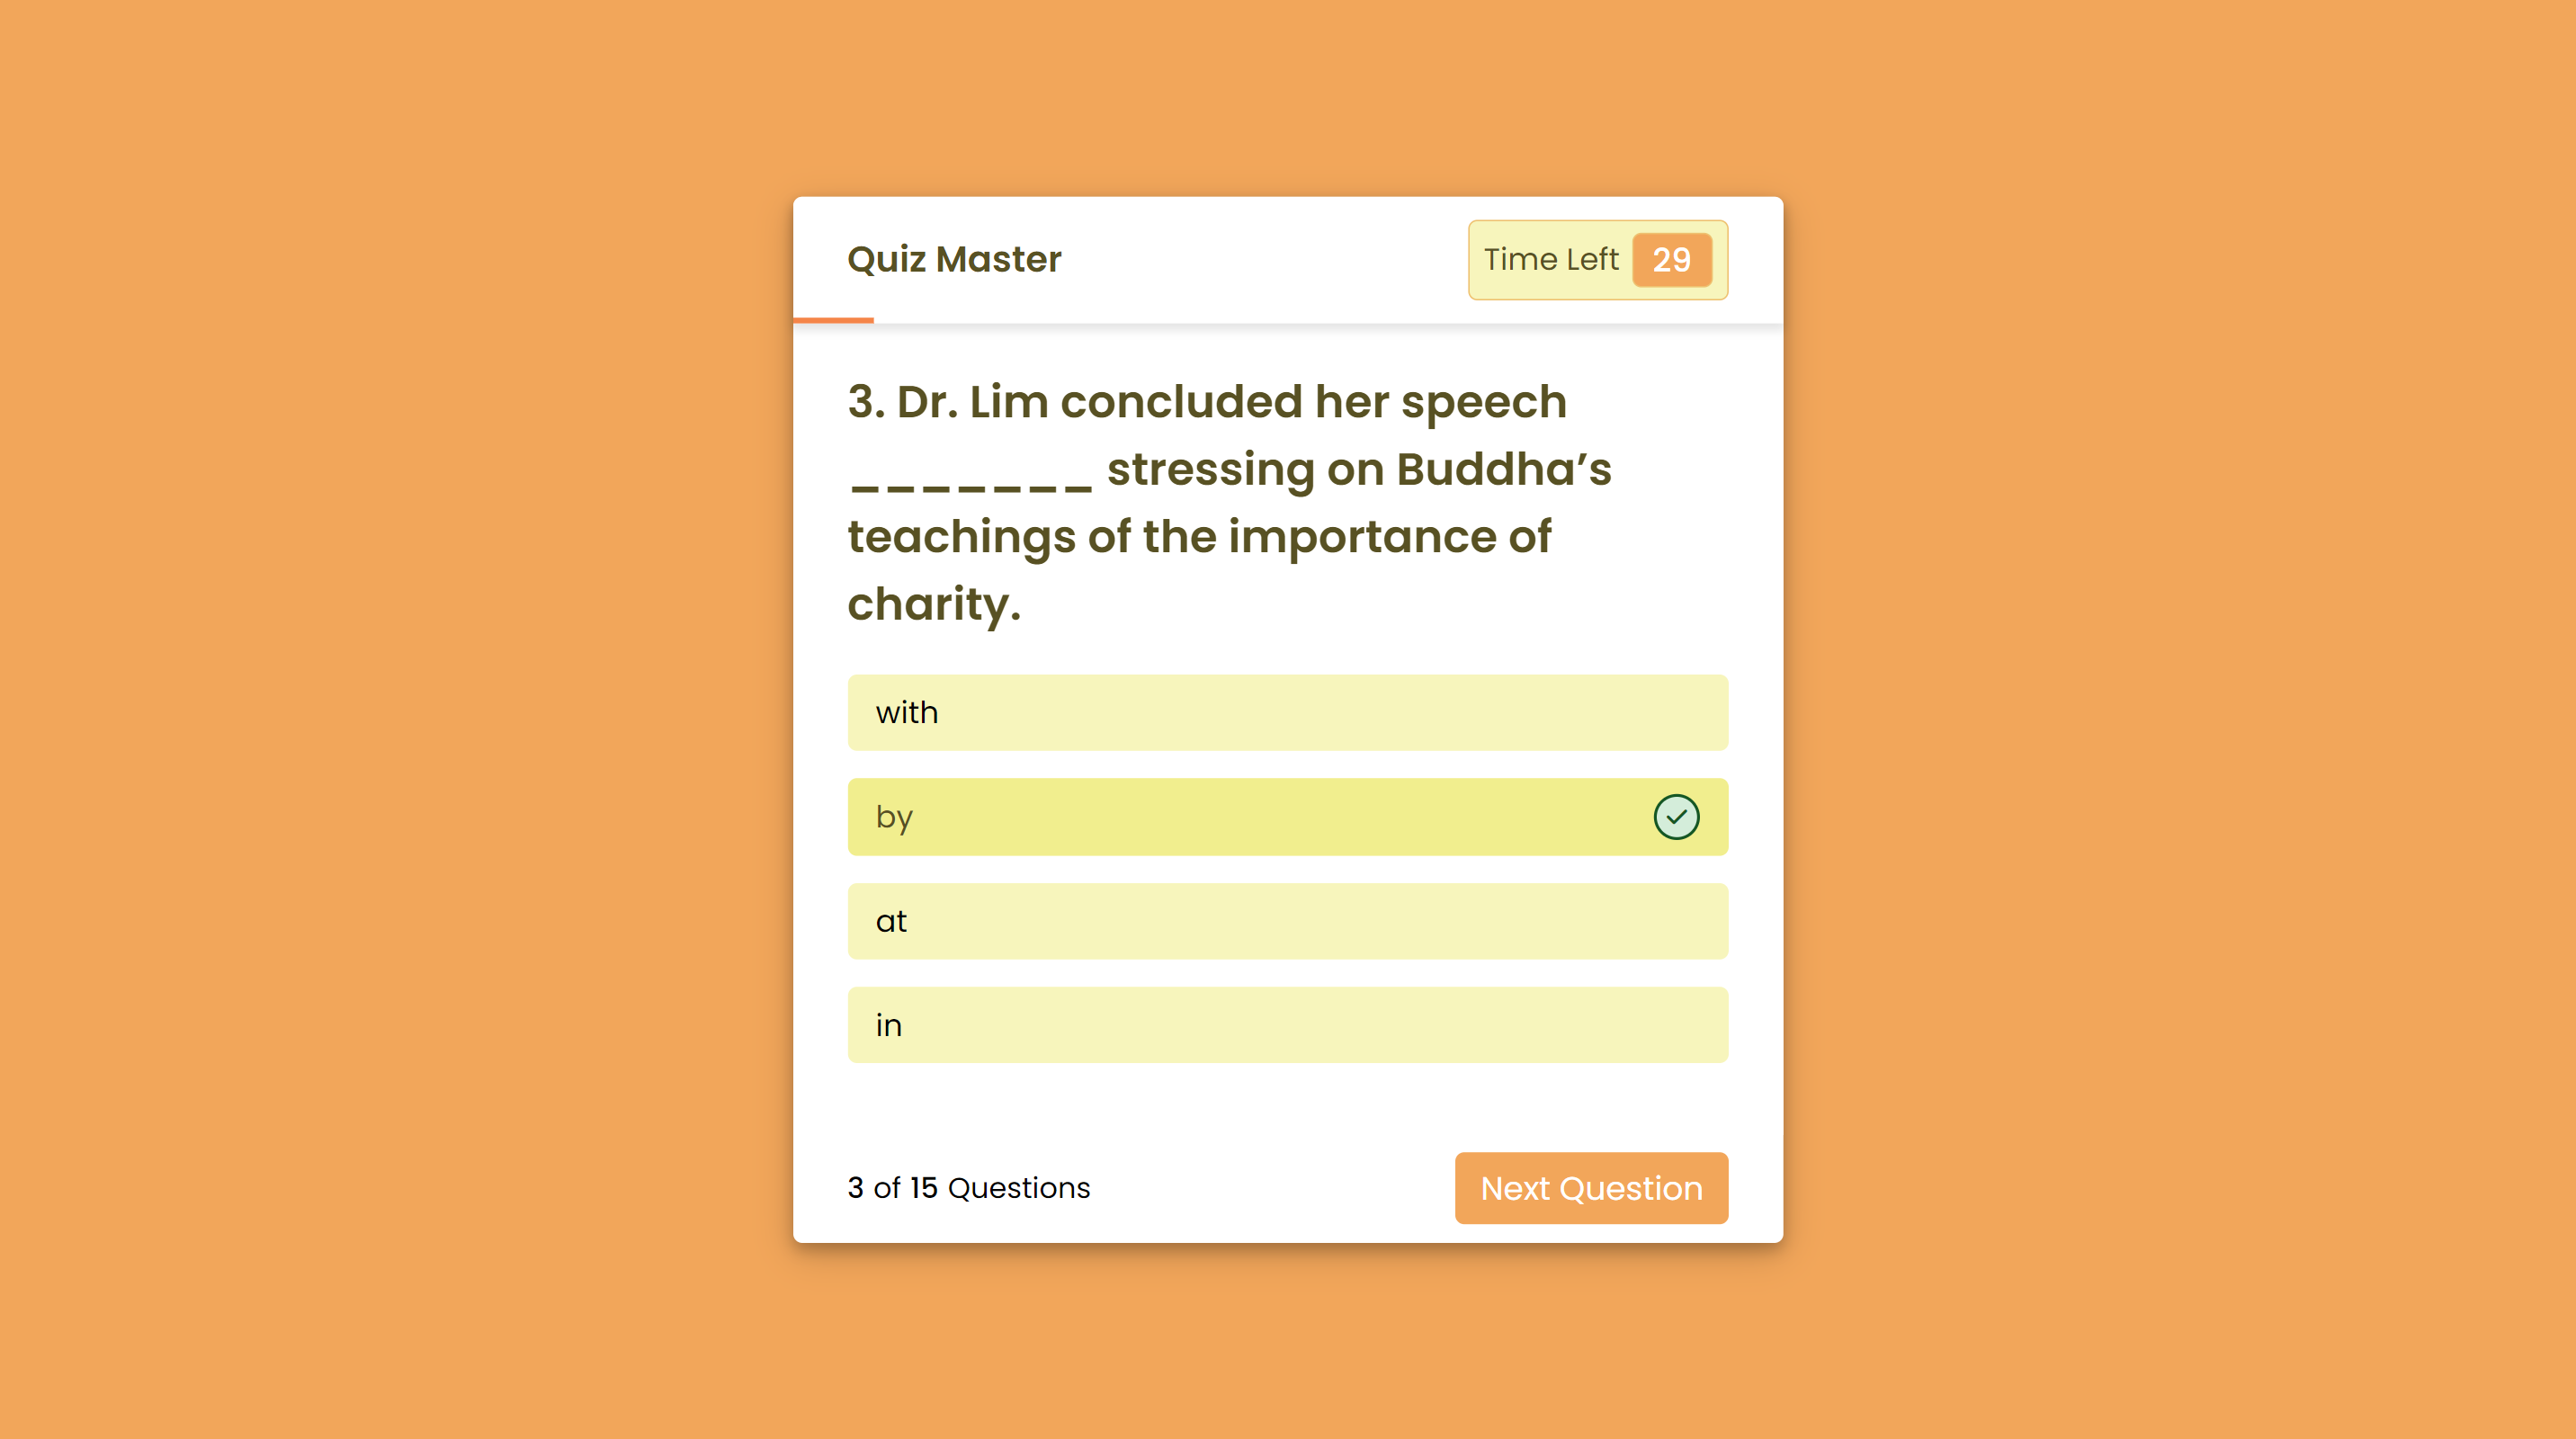 Quiz Master
Time Left 29
3. Dr. Lim concluded her speech
_______ stressing on Buddha’s
teachings of the importance of
charity.
with
by
at
in
3 of 15 Questions
Next Question